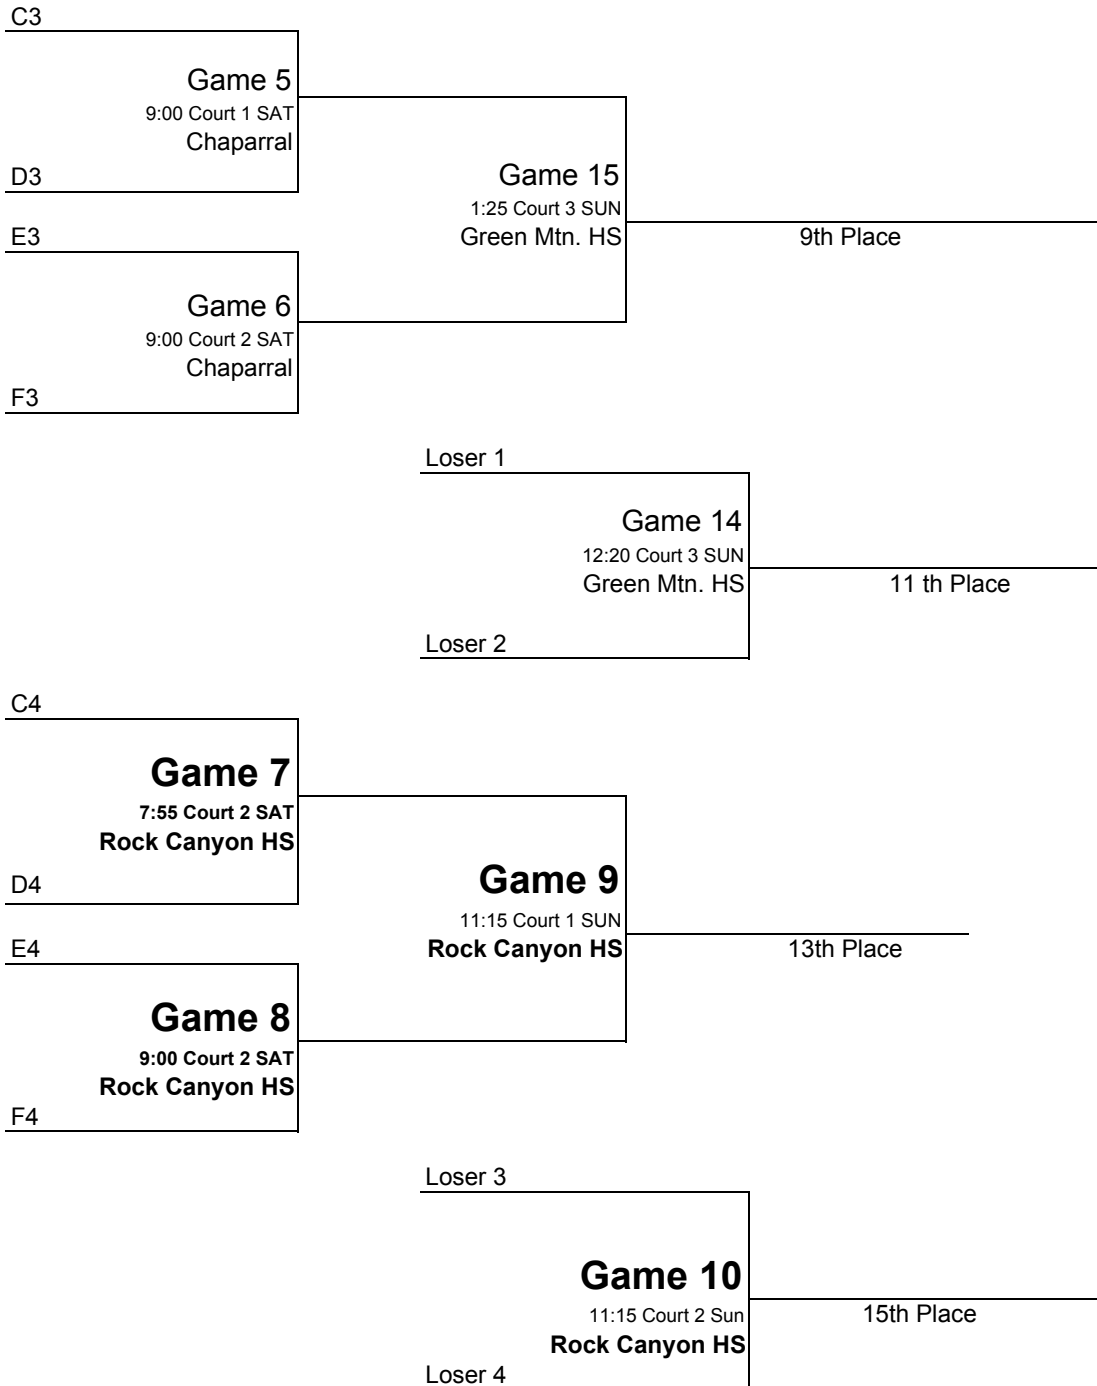 C3
Game 5
9:00 Court 1 SAT
Chaparral
D3
Game 15
1:25 Court 3 SUN
Green Mtn. HS
9th Place
E3
Game 6
9:00 Court 2 SAT
Chaparral
F3
Loser 1
Game 14
12:20 Court 3 SUN
Green Mtn. HS
11 th Place
Loser 2
C4
Game 7
7:55 Court 2 SAT
Rock Canyon HS
D4
Game 9
11:15 Court 1 SUN
Rock Canyon HS
13th Place
E4
Game 8
9:00 Court 2 SAT
Rock Canyon HS
F4
Loser 3
Game 10
11:15 Court 2 Sun
Rock Canyon HS
15th Place
Loser 4